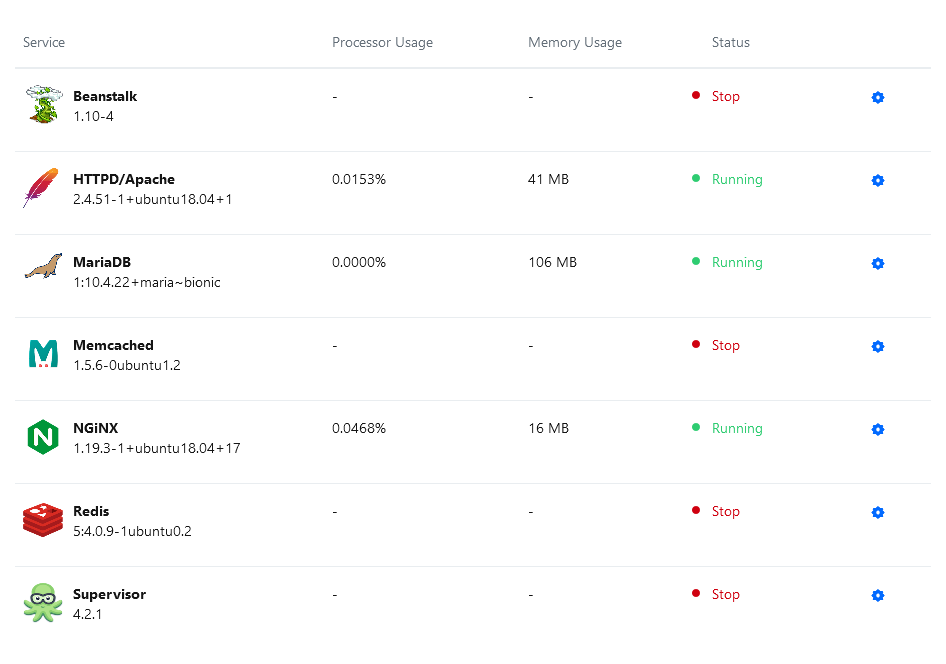 Service Processor Usage Memory Usage Status
Beanstalk - - Stop
1.10-4
HTTPD/Apache 0.0153% 41 MB Running
2.4.51-1+ubuntu18.04+1
MariaDB 0.0000% 106 MB Running
1:10.4.22+maria~bionic
Memcached - - Stop
1.5.6-0ubuntu1.2
NGiNX 0.0468% 16 MB Running
1.19.3-1+ubuntu18.04+17
Redis - - Stop
5:4.0.9-1ubuntu0.2
Supervisor - - Stop
4.2.1